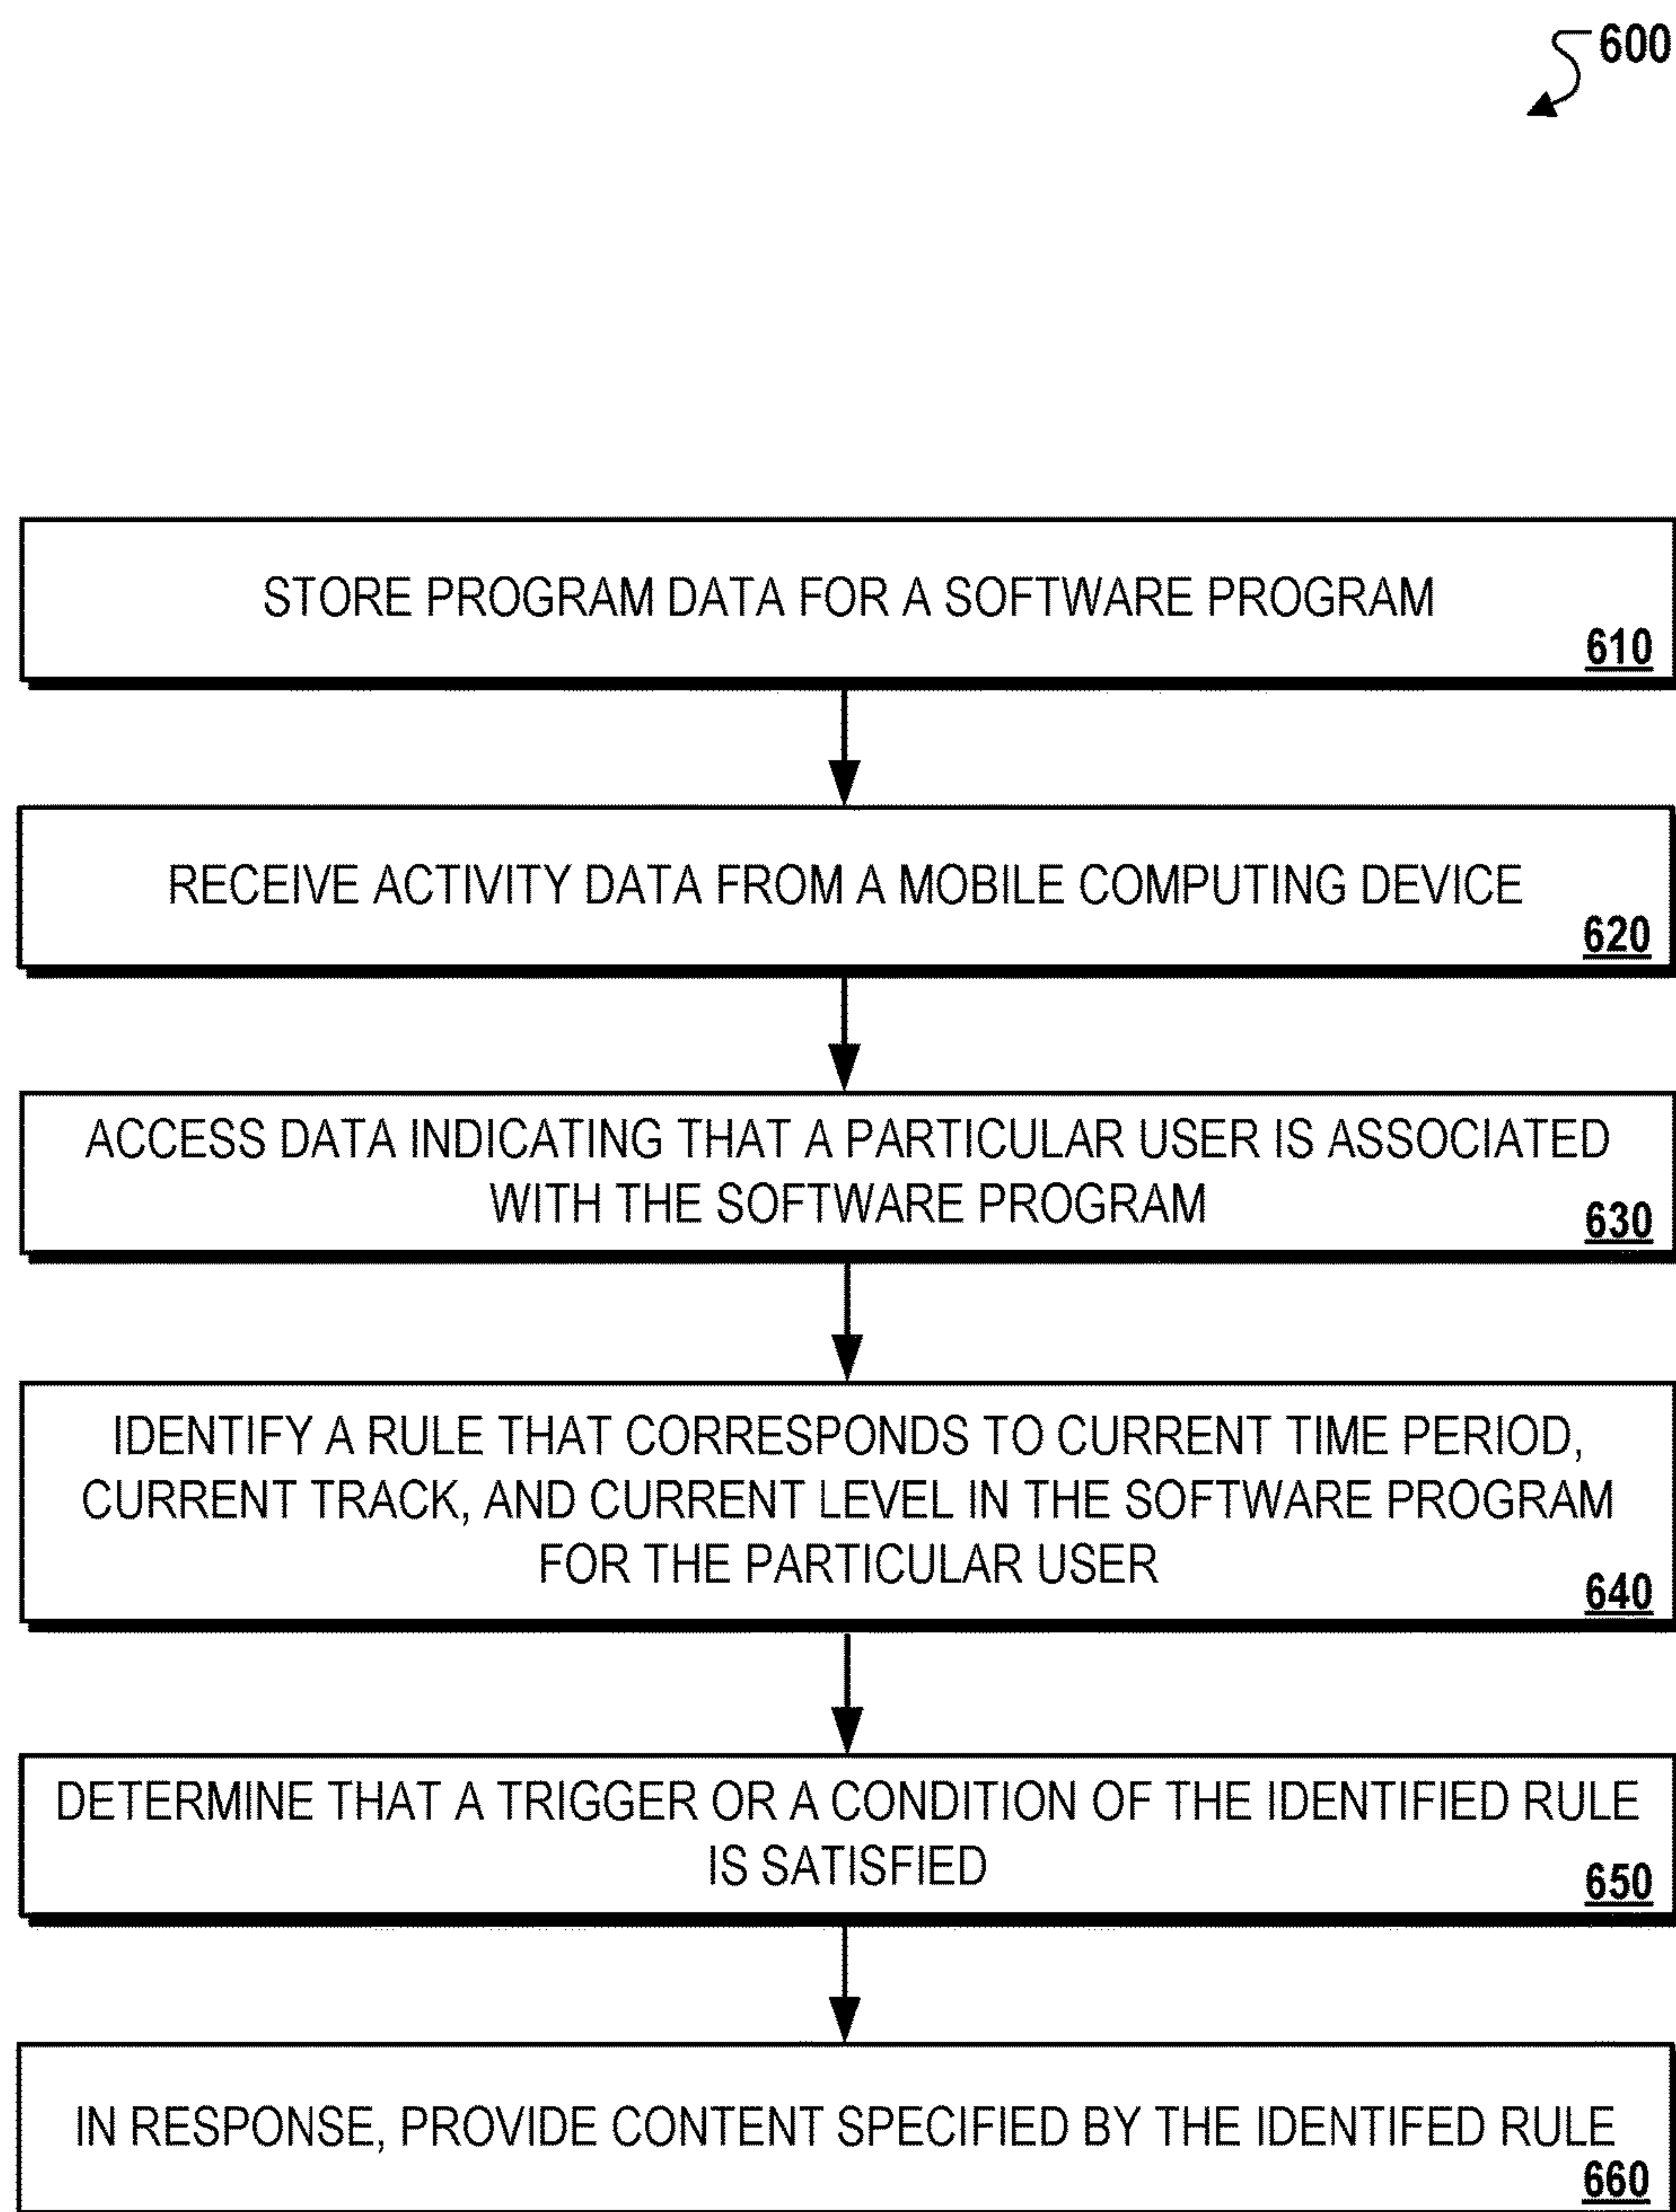 600
STORE PROGRAM DATA FOR A SOFTWARE PROGRAM
610
RECEIVE ACTIVITY DATA FROM A MOBILE COMPUTING DEVICE
620
ACCESS DATA INDICATING THAT A PARTICULAR USER IS ASSOCIATED
WITH THE SOFTWARE PROGRAM
630
IDENTIFY A RULE THAT CORRESPONDS TO CURRENT TIME PERIOD,
CURRENT TRACK, AND CURRENT LEVEL IN THE SOFTWARE PROGRAM
FOR THE PARTICULAR USER
640
DETERMINE THAT A TRIGGER OR A CONDITION OF THE IDENTIFIED RULE
IS SATISFIED
650
IN RESPONSE, PROVIDE CONTENT SPECIFIED BY THE IDENTIFED RULE
660